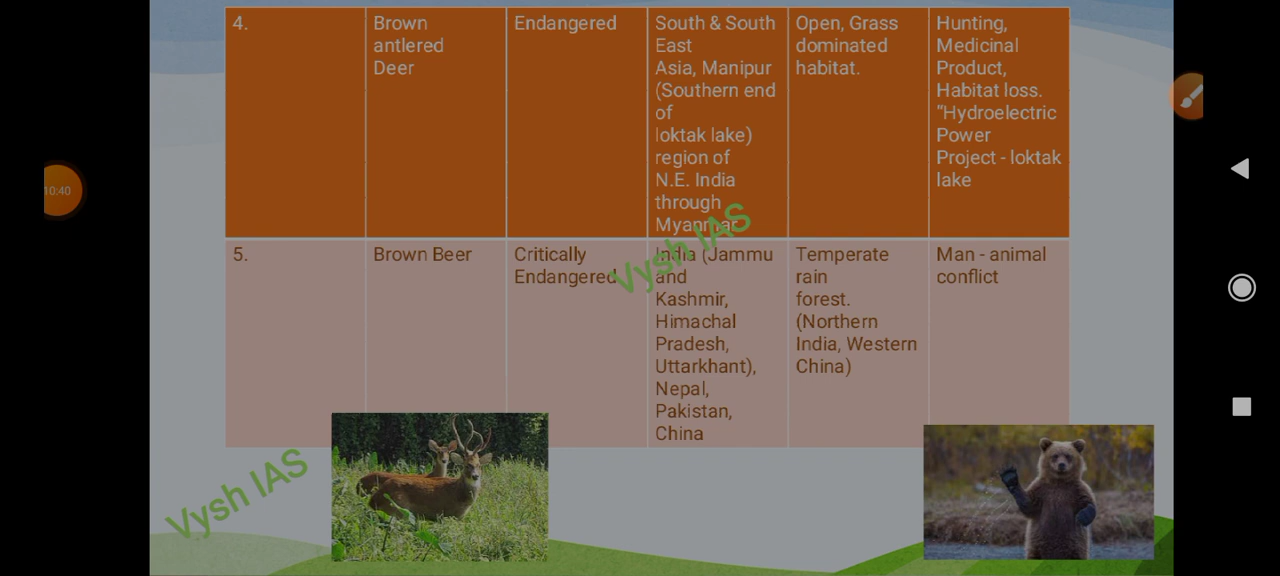 4.
Brown
antlered
Deer
Endangered
South & South
East
Asia, Manipur
(Southern end
of
loktak lake)
region of
N.E. India
through
Myanmar
Open, Grass
dominated
habitat.
Hunting,
Medicinal
Product,
Habitat loss.
"Hydroelectric
Power
Project - loktak
lake
10:40
5.
Brown Beer
Critically
Endangered
India (Jammu
and
Kashmir,
Himachal
Pradesh,
Uttarkhant),
Nepal,
Pakistan,
China
Temperate
rain
forest.
(Northern
India, Western
China)
Man - animal
conflict
Vysh IAS
Vysh IAS